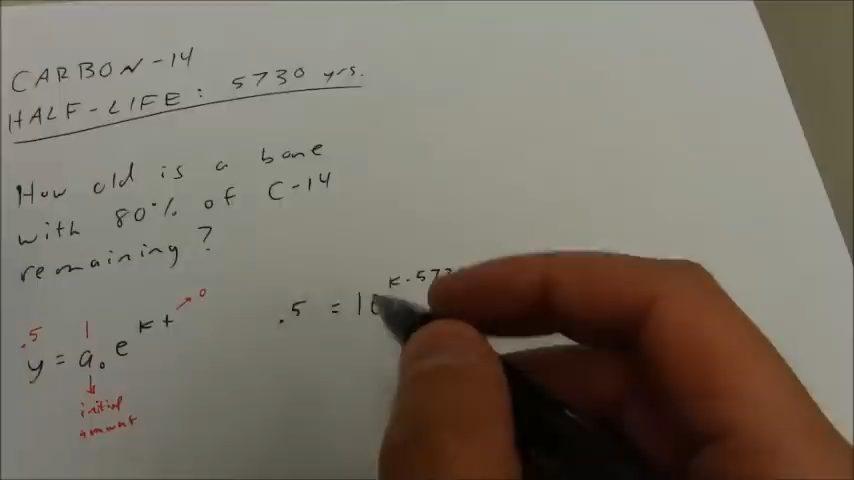 CARBON-14
HALF-LIFE: 5730 yrs.
How old is a bone
with 80% of C-14
remaining?
.5 1 0
y = a₀ e^kt
initial
amount
.5 = 1e^k·573